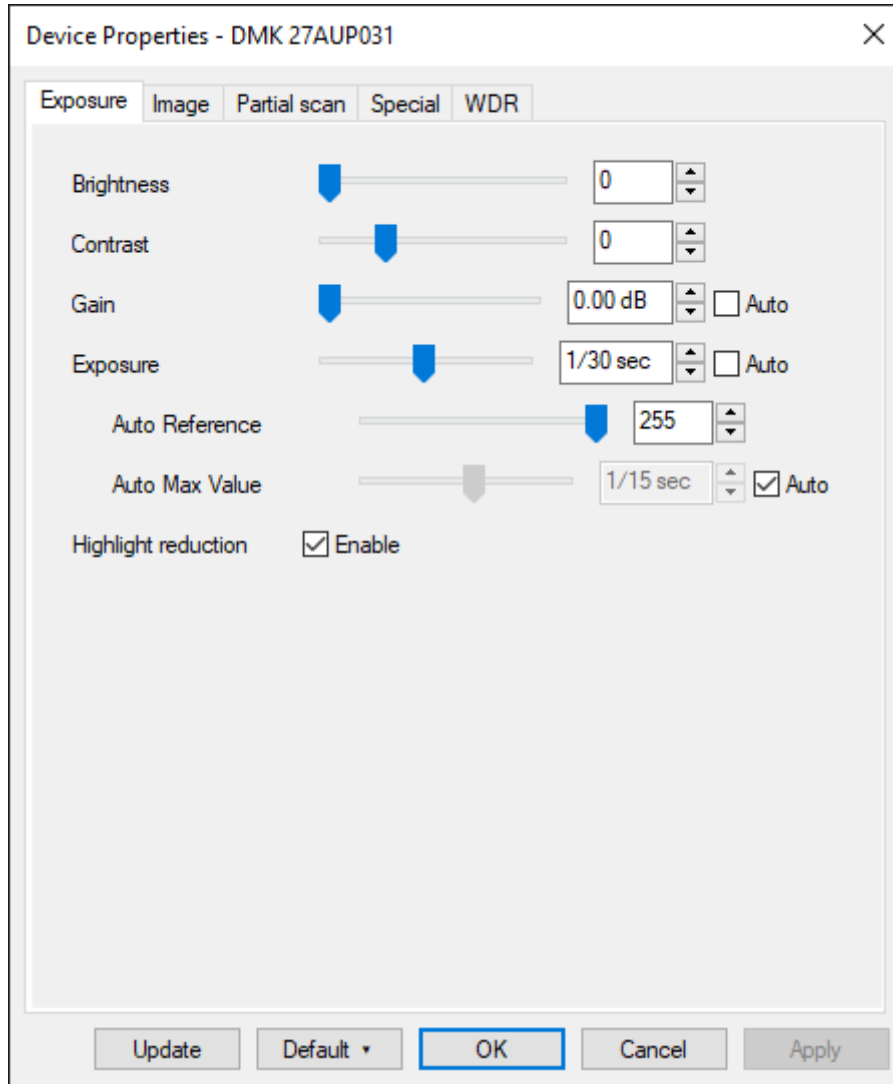 Device Properties - DMK 27AUP031
Exposure Image Partial scan Special WDR
Brightness 0
Contrast 0
Gain 0.00 dB Auto
Exposure 1/30 sec Auto
Auto Reference 255
Auto Max Value 1/15 sec Auto
Highlight reduction Enable
Update Default OK Cancel Apply